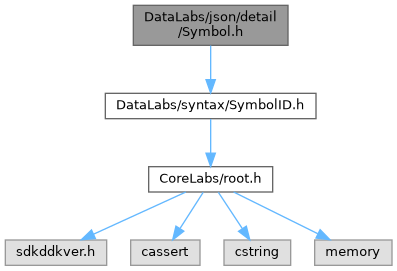 DataLabs/json/detail
/Symbol.h
DataLabs/syntax/SymbolID.h
CoreLabs/root.h
sdkddkver.h
cassert
cstring
memory